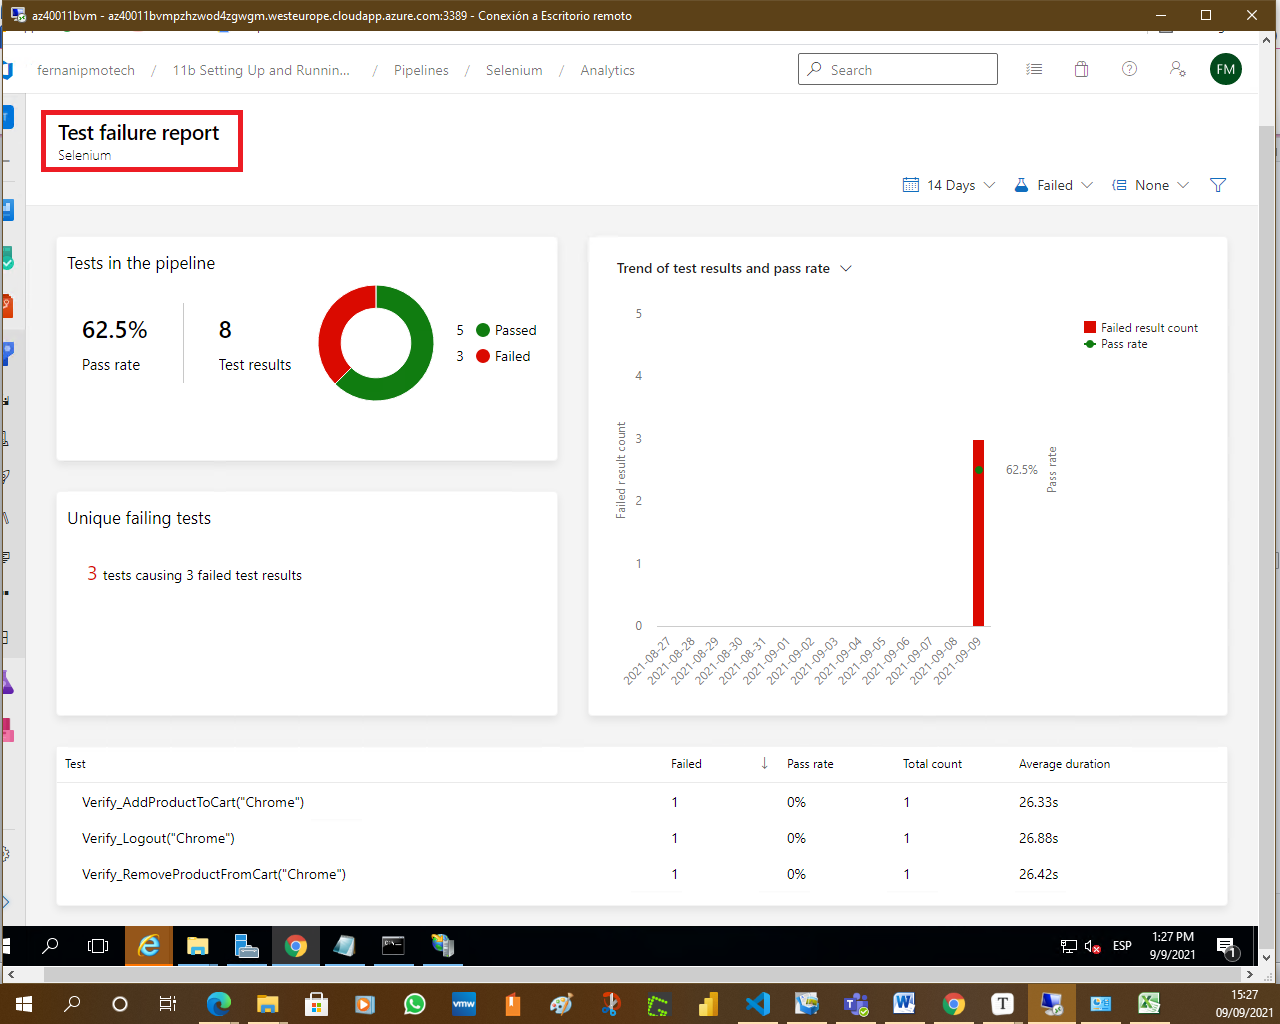 az40011bvm - az40011bvmpzhzwod4zgwgm.westeurope.cloudapp.azure.com:3389 - Conexión a Escritorio remoto
fernanipmotech / 11b Setting Up and Runnin... / Pipelines / Selenium / Analytics
Search
FM
Test failure report
Selenium
14 Days
Failed
None
Tests in the pipeline
62.5%
Pass rate
8
Test results
5 Passed
3 Failed
Unique failing tests
3 tests causing 3 failed test results
Trend of test results and pass rate
Failed result count
Pass rate
5
4
3
2
1
0
Failed result count
62.5%
Pass rate
2021-08-27
2021-08-28
2021-08-29
2021-08-30
2021-08-31
2021-09-01
2021-09-02
2021-09-03
2021-09-04
2021-09-05
2021-09-06
2021-09-07
2021-09-08
2021-09-09
Test Failed Pass rate Total count Average duration
Verify_AddProductToCart("Chrome") 1 0% 1 26.33s
Verify_Logout("Chrome") 1 0% 1 26.88s
Verify_RemoveProductFromCart("Chrome") 1 0% 1 26.42s
ESP
1:27 PM
9/9/2021
1
vmw
T
15:27
09/09/2021